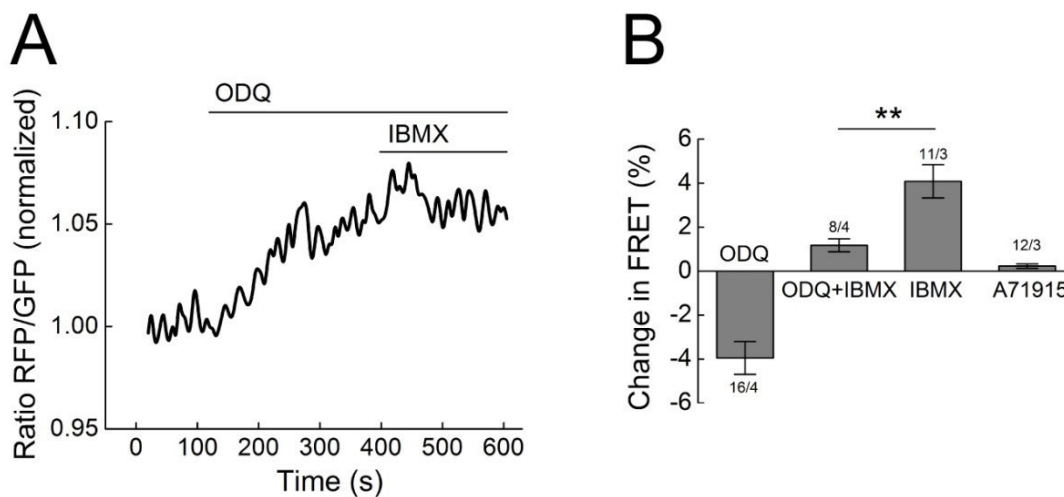 A
ODQ
IBMX
Ratio RFP/GFP (normalized)
1.10
1.05
1.00
0.95
0 100 200 300 400 500 600
Time (s)
B
**
Change in FRET (%)
6
4
2
0
-2
-4
-6
11/3
8/4
12/3
ODQ
ODQ+IBMX IBMX A71915
16/4